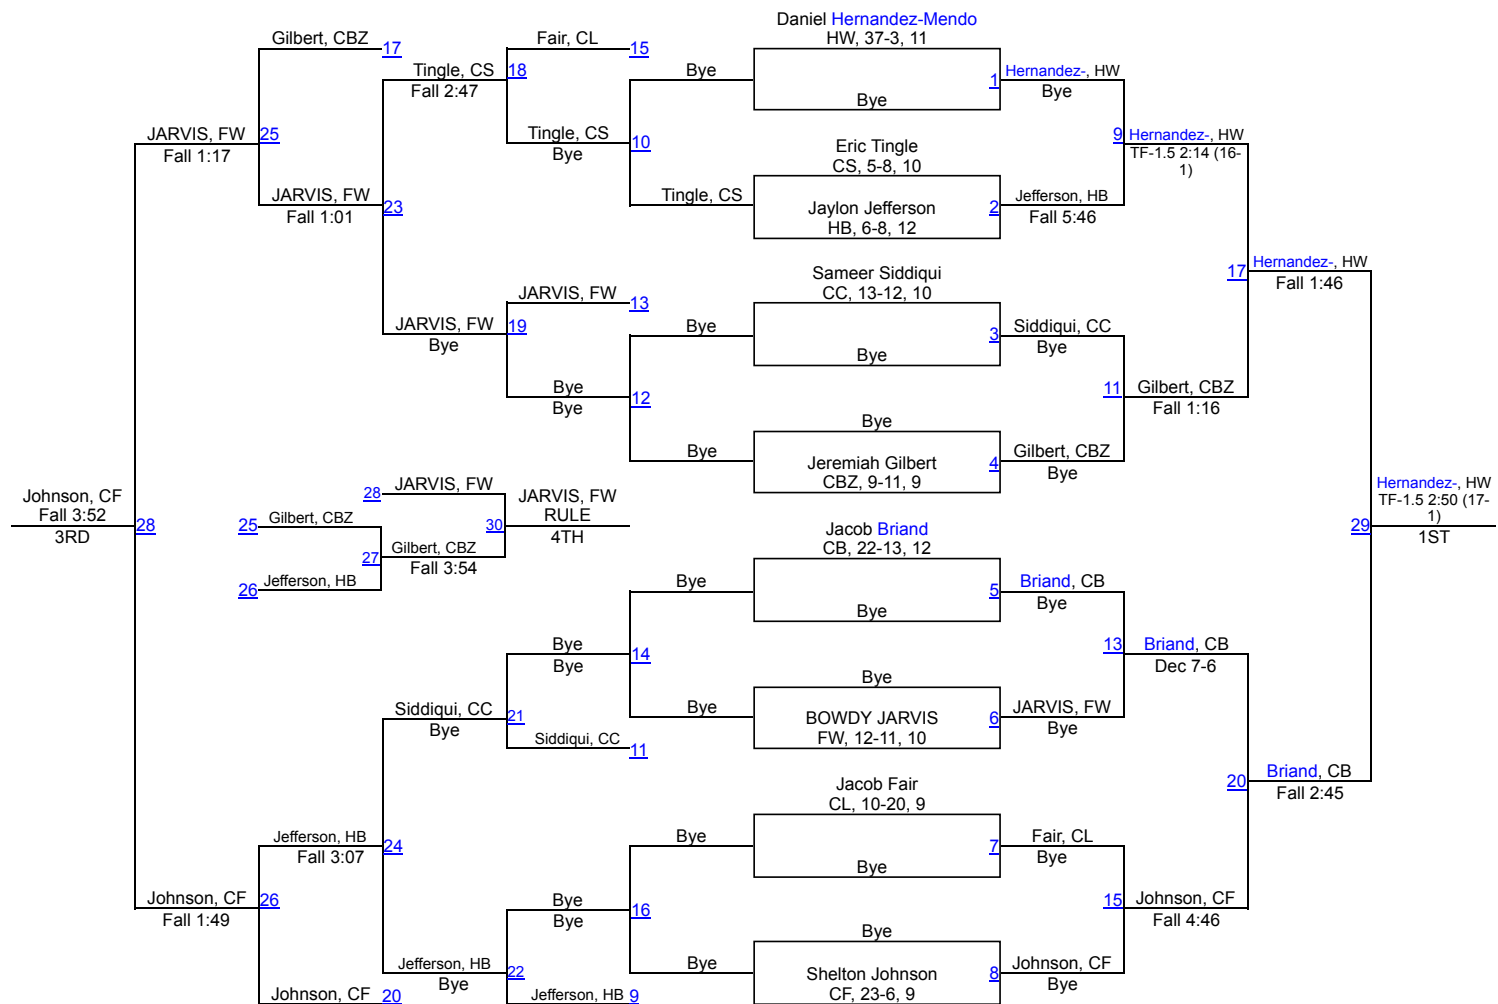 Daniel Hernandez-Mendo
HW, 37-3, 11
Gilbert, CBZ
17
Fair, CL
15
Tingle, CS
18
Fall 2:47
Bye
1
Hernandez-, HW
Bye
Bye
JARVIS, FW
25
Fall 1:17
Tingle, CS
10
Bye
9
Hernandez-, HW
TF-1.5 2:14 (16-
1)
Eric Tingle
CS, 5-8, 10
JARVIS, FW
23
Fall 1:01
Tingle, CS
Jaylon Jefferson
HB, 6-8, 12
2
Jefferson, HB
Fall 5:46
17
Hernandez-, HW
Fall 1:46
Sameer Siddiqui
CC, 13-12, 10
JARVIS, FW
13
JARVIS, FW
19
Bye
Bye
3
Siddiqui, CC
Bye
Bye
Bye
12
Bye
11
Gilbert, CBZ
Fall 1:16
Bye
Bye
Jeremiah Gilbert
CBZ, 9-11, 9
4
Gilbert, CBZ
Bye
28
JARVIS, FW
JARVIS, FW
Hernandez-, HW
TF-1.5 2:50 (17-
1)
Johnson, CF
Fall 3:52
28
3RD
25
Gilbert, CBZ
30
RULE
4TH
29
1ST
Jacob Briand
CB, 22-13, 12
27
Gilbert, CBZ
Fall 3:54
26
Jefferson, HB
Bye
5
Briand, CB
Bye
Bye
Bye
14
Bye
13
Briand, CB
Dec 7-6
Bye
Siddiqui, CC
21
Bye
Bye
BOWDY JARVIS
FW, 12-11, 10
6
JARVIS, FW
Bye
Siddiqui, CC
11
20
Briand, CB
Fall 2:45
Jacob Fair
CL, 10-20, 9
Jefferson, HB
24
Fall 3:07
Bye
7
Fair, CL
Bye
Bye
Johnson, CF
26
Fall 1:49
Bye
16
Bye
15
Johnson, CF
Fall 4:46
Bye
Jefferson, HB
22
Bye
Bye
Shelton Johnson
CF, 23-6, 9
8
Johnson, CF
Bye
Johnson, CF
20
Jefferson, HB
9